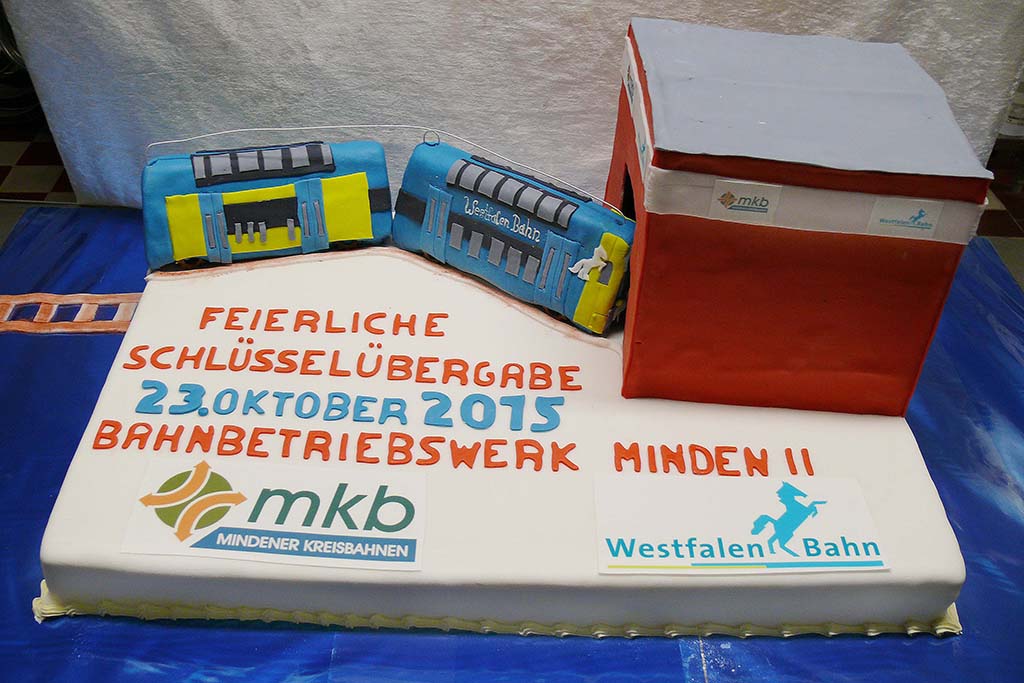 Westfalen Bahn
mkb
Westfalen Bahn
FEIERLICHE
SCHLÜSSELÜBERGABE
23.OKTOBER 2015
BAHNBETRIEBSWERK MINDEN II
mkb
MINDENER KREISBAHNEN
Westfalen Bahn